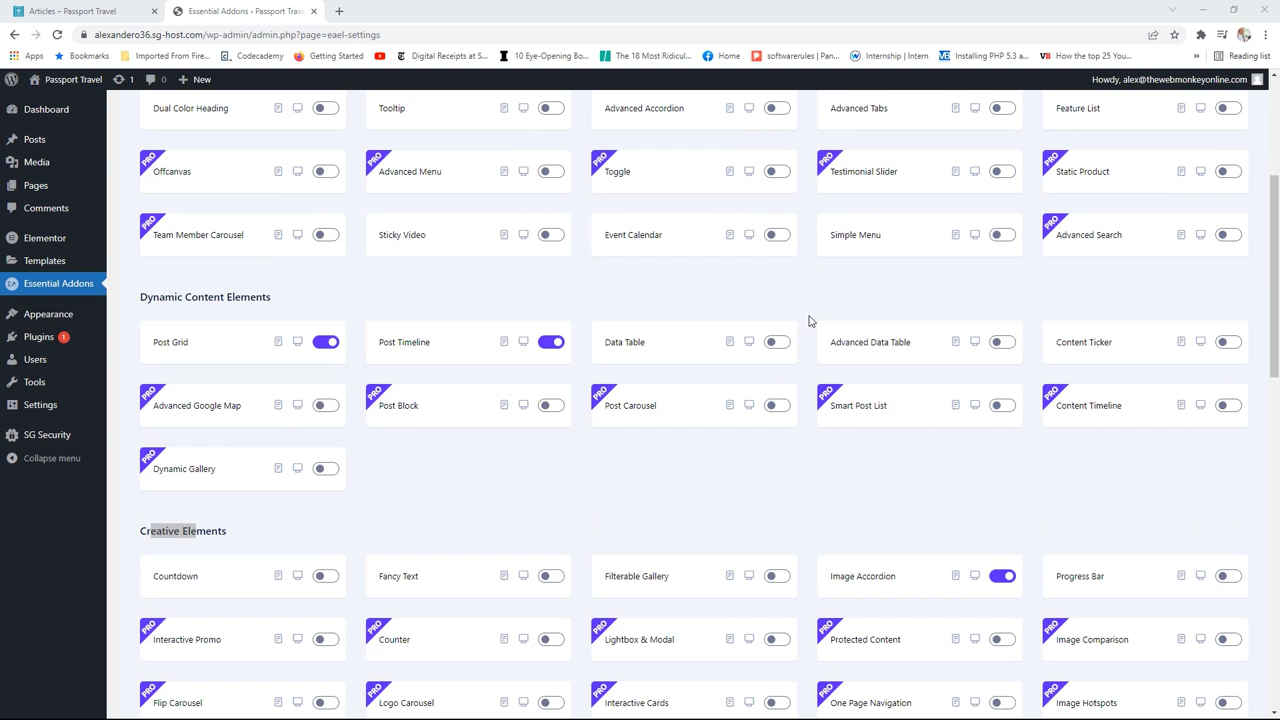 Articles – Passport Travel
Essential Addons ‹ Passport Trave
alexandero36.sg-host.com/wp-admin/admin.php?page=eael-settings
Apps
Bookmarks
Imported From Fire...
Codecademy
Getting Started
Digital Receipts at S...
10 Eye-Opening Bo...
The 18 Most Ridicul...
Home
softwarerules | Pan...
Internship | Intern
Installing PHP 5.3 a...
How the top 25 You...
Reading list
Passport Travel
1
0
New
Howdy, alex@thewebmonkeyonline.com
Dashboard
Posts
Media
Pages
Comments
Elementor
Templates
Essential Addons
Appearance
Plugins 1
Users
Tools
Settings
SG Security
Collapse menu
Dual Color Heading
Tooltip
Advanced Accordion
Advanced Tabs
Feature List
PRO Offcanvas
PRO Advanced Menu
PRO Toggle
PRO Testimonial Slider
PRO Static Product
PRO Team Member Carousel
Sticky Video
Event Calendar
Simple Menu
PRO Advanced Search
Dynamic Content Elements
Post Grid
Post Timeline
Data Table
Advanced Data Table
Content Ticker
PRO Advanced Google Map
PRO Post Block
PRO Post Carousel
PRO Smart Post List
PRO Content Timeline
PRO Dynamic Gallery
Creative Elements
Countdown
Fancy Text
Filterable Gallery
Image Accordion
Progress Bar
PRO Interactive Promo
PRO Counter
PRO Lightbox & Modal
PRO Protected Content
PRO Image Comparison
PRO Flip Carousel
PRO Logo Carousel
PRO Interactive Cards
PRO One Page Navigation
PRO Image Hotspots